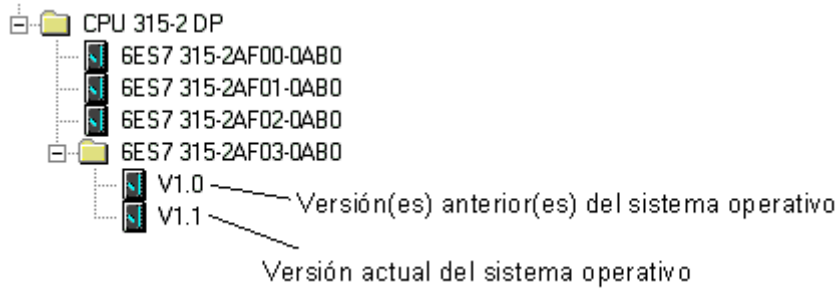 CPU 315-2 DP
6ES7 315-2AF00-0AB0
6ES7 315-2AF01-0AB0
6ES7 315-2AF02-0AB0
6ES7 315-2AF03-0AB0
V1.0
Versión(es) anterior(es) del sistema operativo
V1.1
Versión actual del sistema operativo